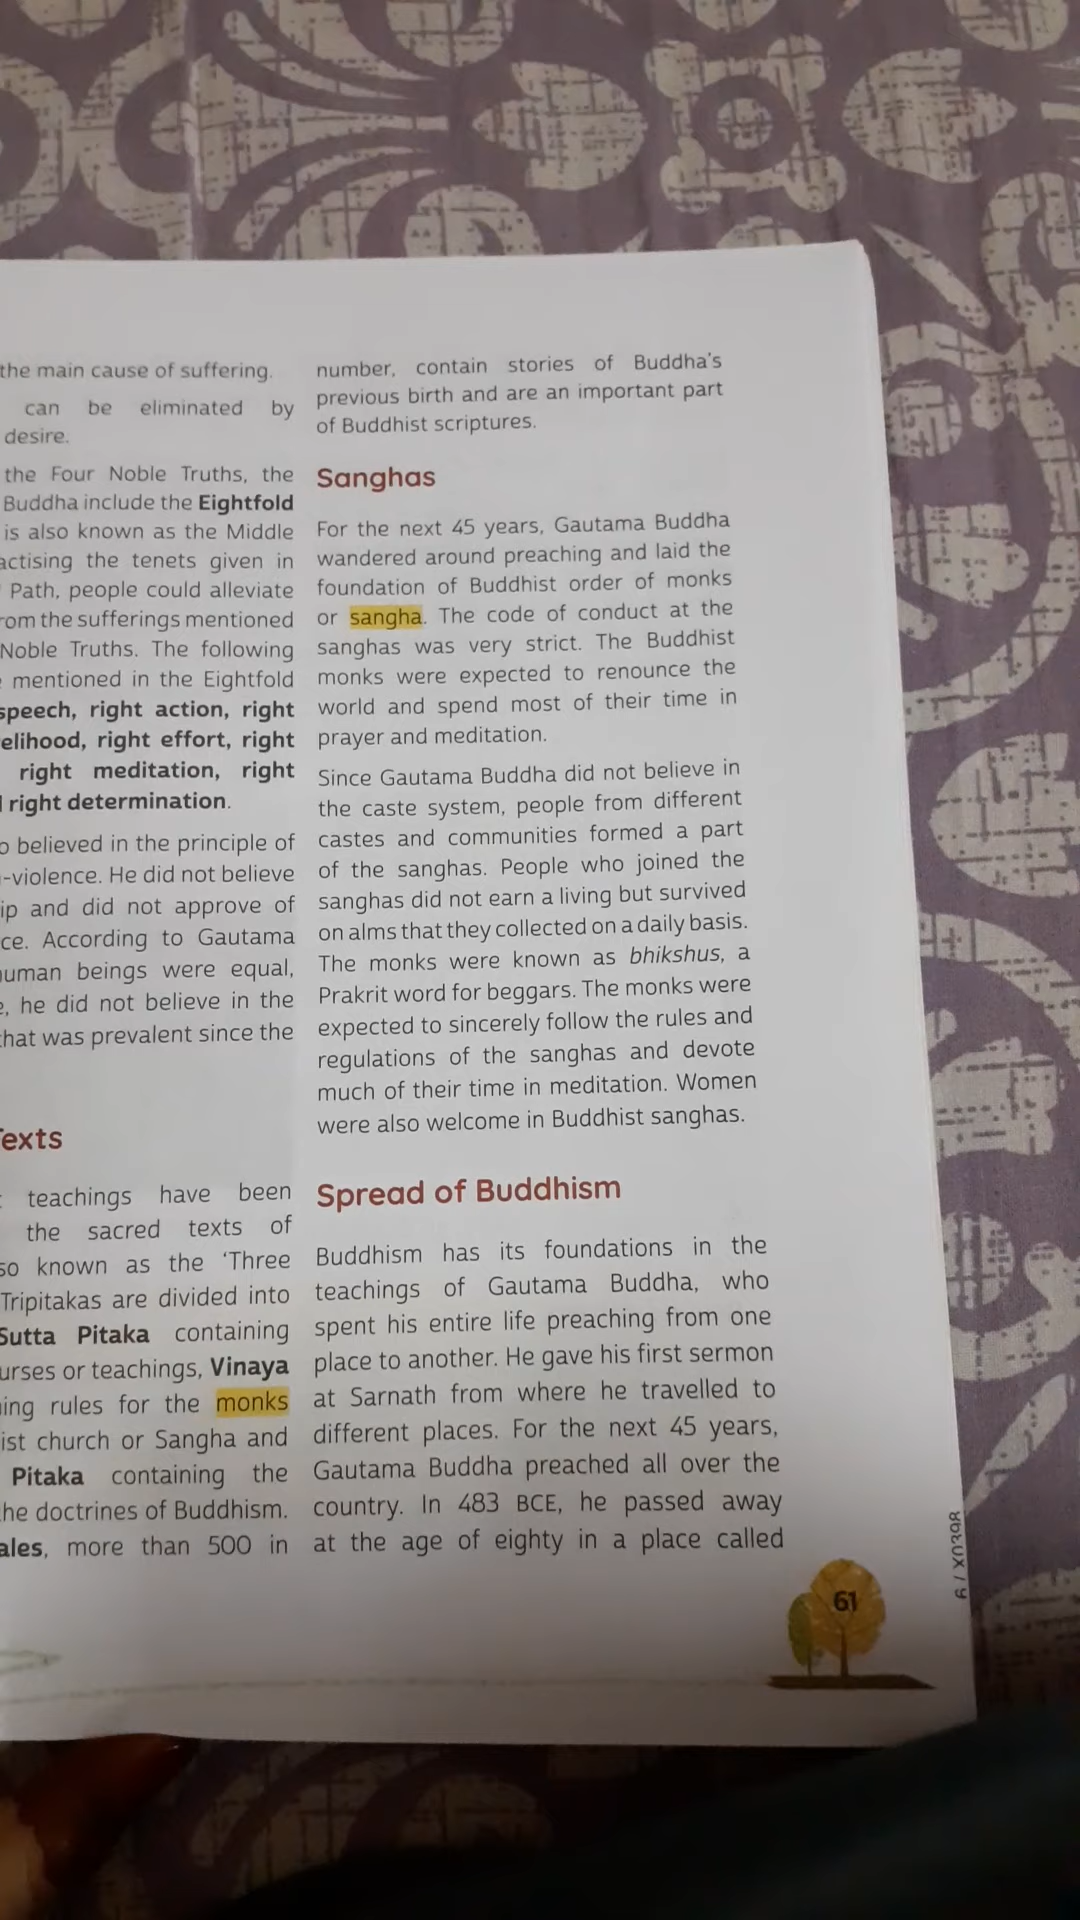 the main cause of suffering.
can be eliminated by
desire.
the Four Noble Truths, the
Buddha include the Eightfold
is also known as the Middle
actising the tenets given in
Path, people could alleviate
rom the sufferings mentioned
Noble Truths. The following
mentioned in the Eightfold
speech, right action, right
elihood, right effort, right
right meditation, right
right determination.
o believed in the principle of
-violence. He did not believe
ip and did not approve of
ce. According to Gautama
uman beings were equal,
e, he did not believe in the
hat was prevalent since the
Texts
teachings have been
the sacred texts of
so known as the ‘Three
Tripitakas are divided into
Sutta Pitaka containing
urses or teachings, Vinaya
ing rules for the monks
ist church or Sangha and
Pitaka containing the
he doctrines of Buddhism.
ales, more than 500 in
number, contain stories of Buddha's
previous birth and are an important part
of Buddhist scriptures.
Sanghas
For the next 45 years, Gautama Buddha
wandered around preaching and laid the
foundation of Buddhist order of monks
or sangha. The code of conduct at the
sanghas was very strict. The Buddhist
monks were expected to renounce the
world and spend most of their time in
prayer and meditation.
Since Gautama Buddha did not believe in
the caste system, people from different
castes and communities formed a part
of the sanghas. People who joined the
sanghas did not earn a living but survived
on alms that they collected on a daily basis.
The monks were known as bhikshus, a
Prakrit word for beggars. The monks were
expected to sincerely follow the rules and
regulations of the sanghas and devote
much of their time in meditation. Women
were also welcome in Buddhist sanghas.
Spread of Buddhism
Buddhism has its foundations in the
teachings of Gautama Buddha, who
spent his entire life preaching from one
place to another. He gave his first sermon
at Sarnath from where he travelled to
different places. For the next 45 years,
Gautama Buddha preached all over the
country. In 483 BCE, he passed away
at the age of eighty in a place called
61